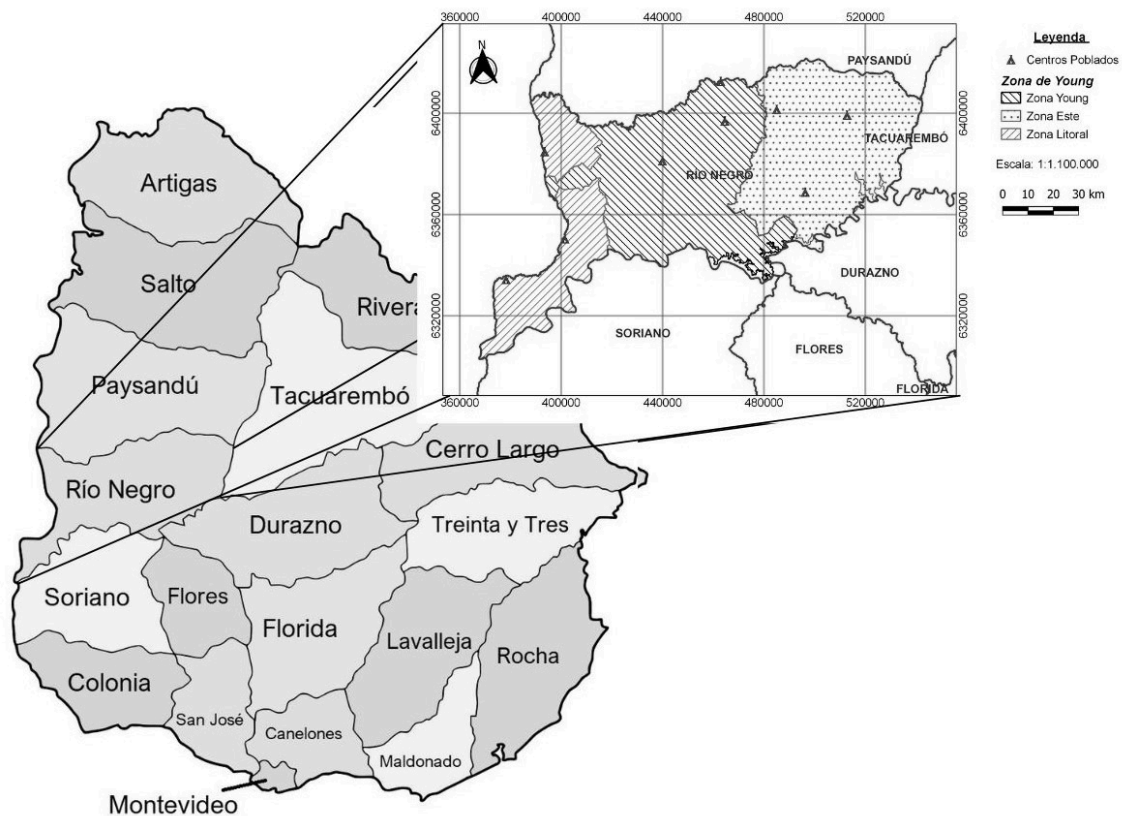 360000 400000 440000 480000 520000
N
6400000
6360000
6320000
PAYSANDÚ
TACUAREMBÓ
RÍO NEGRO
DURAZNO
SORIANO
FLORES
FLORIDA
6400000
6360000
6320000
360000 400000 440000 480000 520000
Leyenda
Centros Poblados
Zona de Young
Zona Young
Zona Este
Zona Litoral
Escala: 1:1.100.000
0 10 20 30 km
Artigas
Salto
Rivera
Paysandú
Tacuarembó
Cerro Largo
Río Negro
Durazno
Treinta y Tres
Soriano
Flores
Florida
Lavalleja
Rocha
Colonia
San José
Canelones
Maldonado
Montevideo